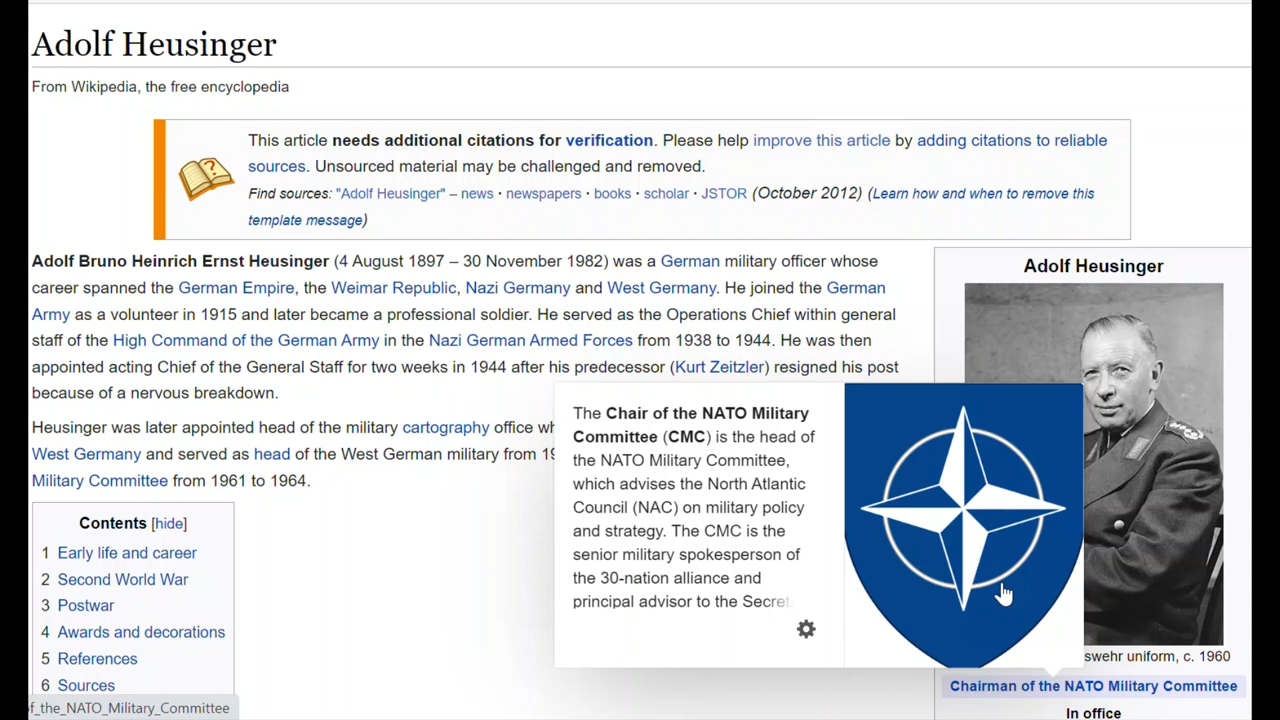 Adolf Heusinger
From Wikipedia, the free encyclopedia
This article needs additional citations for verification. Please help improve this article by adding citations to reliable
sources. Unsourced material may be challenged and removed.
Find sources: "Adolf Heusinger" – news · newspapers · books · scholar · JSTOR (October 2012) (Learn how and when to remove this
template message)
Adolf Bruno Heinrich Ernst Heusinger (4 August 1897 – 30 November 1982) was a German military officer whose
career spanned the German Empire, the Weimar Republic, Nazi Germany and West Germany. He joined the German
Army as a volunteer in 1915 and later became a professional soldier. He served as the Operations Chief within general
staff of the High Command of the German Army in the Nazi German Armed Forces from 1938 to 1944. He was then
appointed acting Chief of the General Staff for two weeks in 1944 after his predecessor (Kurt Zeitzler) resigned his post
because of a nervous breakdown.
Heusinger was later appointed head of the military cartography office
West Germany and served as head of the West German military from
Military Committee from 1961 to 1964.
Contents [hide]
1 Early life and career
2 Second World War
3 Postwar
4 Awards and decorations
5 References
6 Sources
f_the_NATO_Military_Committee
The Chair of the NATO Military
Committee (CMC) is the head of
the NATO Military Committee,
which advises the North Atlantic
Council (NAC) on military policy
and strategy. The CMC is the
senior military spokesperson of
the 30-nation alliance and
principal advisor to the Secret
Adolf Heusinger
swehr uniform, c. 1960
Chairman of the NATO Military Committee
In office